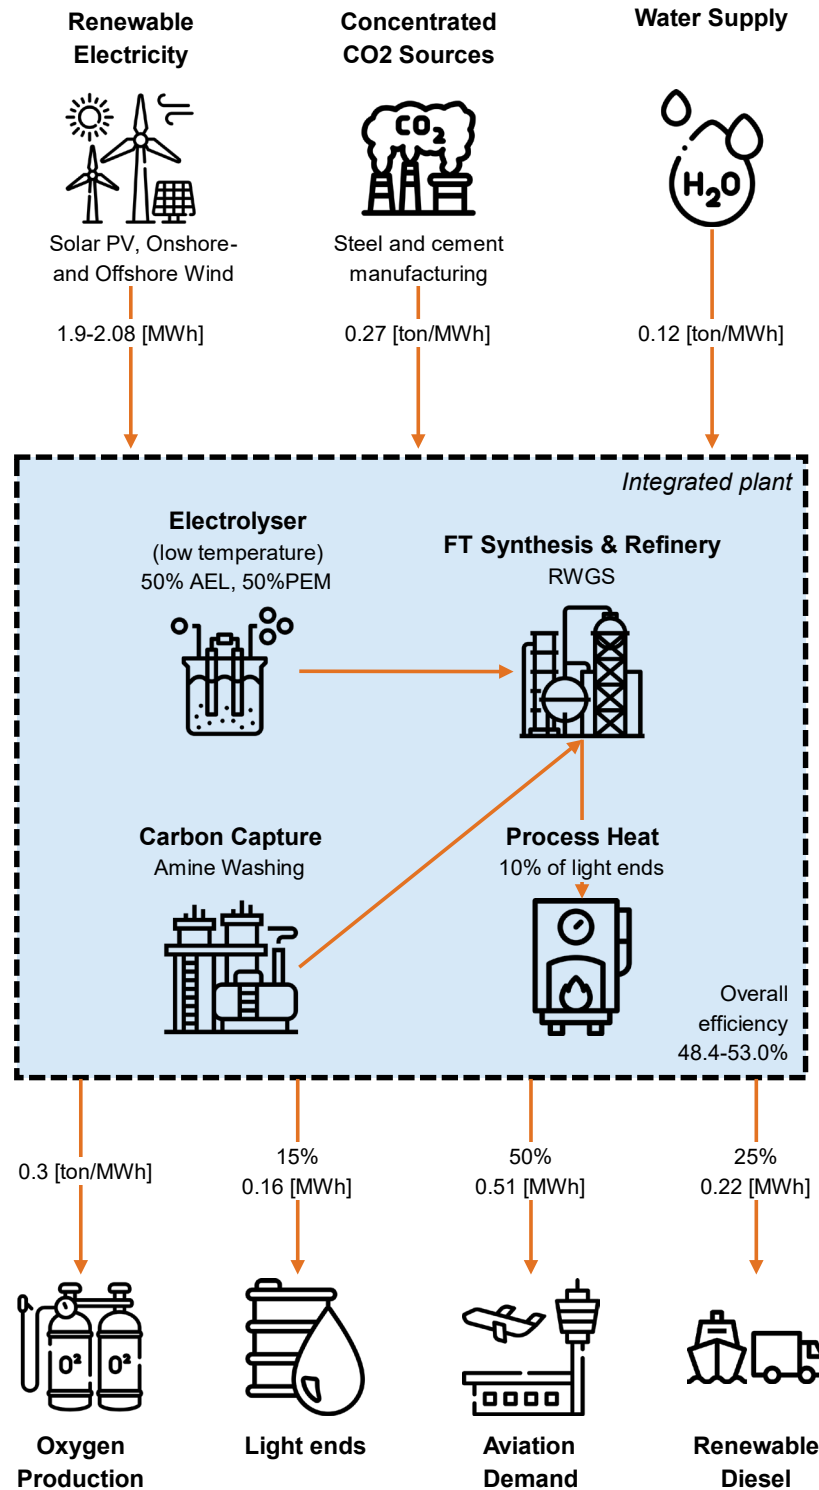 Renewable
Electricity
Concentrated
CO2 Sources
Water Supply
CO₂
H₂O
Solar PV, Onshore-
and Offshore Wind
Steel and cement
manufacturing
1.9-2.08 [MWh]
0.27 [ton/MWh]
0.12 [ton/MWh]
Integrated plant
Electrolyser
(low temperature)
50% AEL, 50%PEM
FT Synthesis & Refinery
RWGS
Carbon Capture
Amine Washing
Process Heat
10% of light ends
Overall
efficiency
48.4-53.0%
0.3 [ton/MWh]
15%
0.16 [MWh]
50%
0.51 [MWh]
25%
0.22 [MWh]
O² O²
Oxygen
Production
Light ends
Aviation
Demand
Renewable
Diesel